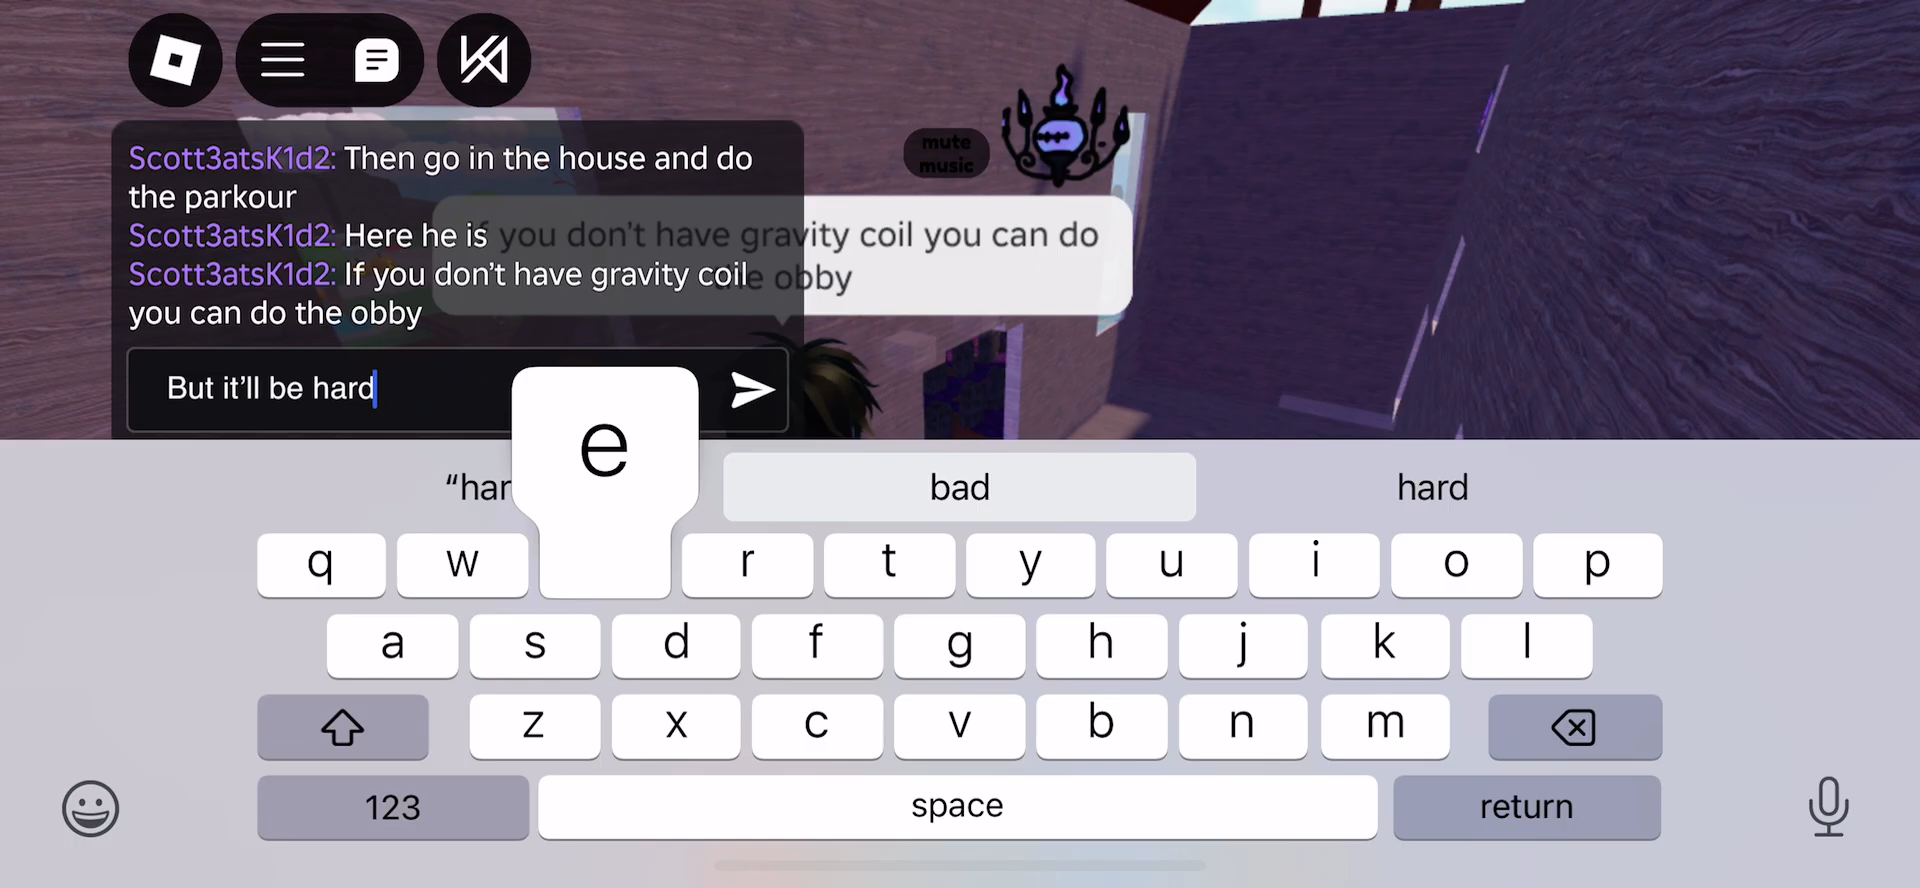 Scott3atsK1d2: Then go in the house and do
the parkour
Scott3atsK1d2: Here he is
Scott3atsK1d2: If you don't have gravity coil
you can do the obby
mute
music
you don't have gravity coil you can do
obby
But it'll be hard
e
"har
bad
hard
q w r t y u i o p
a s d f g h j k l
z x c v b n m
123
space
return